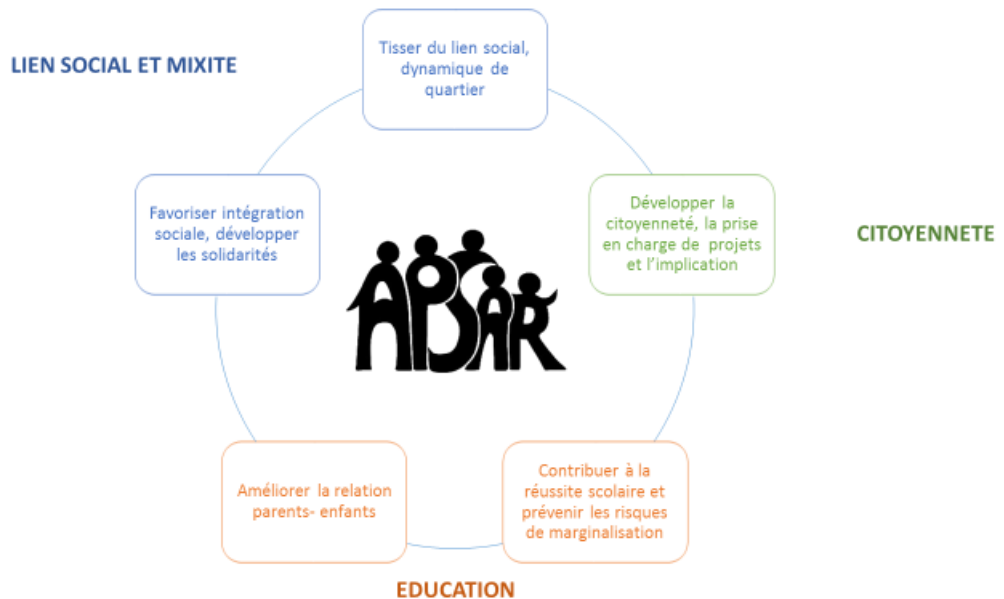 LIEN SOCIAL ET MIXITE
Tisser du lien social,
dynamique de
quartier
Favoriser intégration
sociale, développer
les solidarités
Développer la
citoyenneté, la prise
en charge de projets
et l'implication
CITOYENNETE
APSAR
Améliorer la relation
parents- enfants
Contribuer à la
réussite scolaire et
prévenir les risques
de marginalisation
EDUCATION